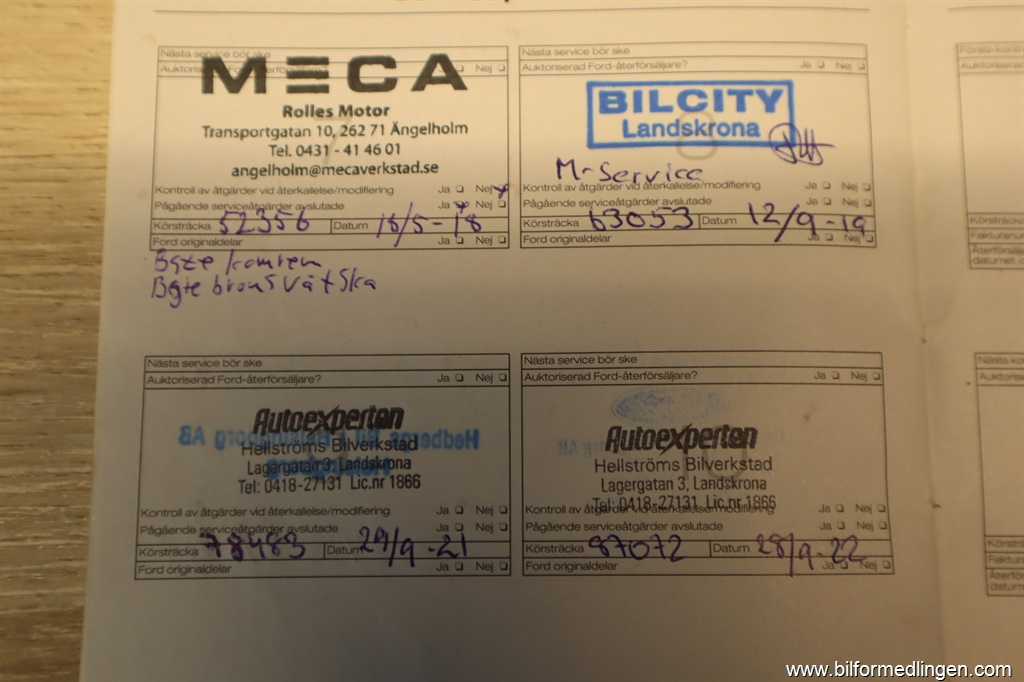 Nästa service bör ske
Auktoriserad Ford-återförsäljare? Ja Nej
MECA
Rolles Motor
Transportgatan 10, 262 71 Ängelholm
Tel. 0431 - 41 46 01
angelholm@mecaverkstad.se
Kontroll av åtgärder vid återkallelse/modifiering Ja Nej
Pågående serviceåtgärder avslutade Ja Nej
Körsträcka 52356 Datum 18/5-18
Ford originaldelar Ja Nej
Byte kamrem
Byte bromsvätska
Nästa service bör ske
Auktoriserad Ford-återförsäljare? Ja Nej
8
BILCITY
Landskrona
M-Service
Kontroll av åtgärder vid återkallelse/modifiering Ja Nej
Pågående serviceåtgärder avslutade Ja Nej
Körsträcka 63053 Datum 12/9-19
Ford originaldelar Ja Nej
Nästa service bör ske
Auktoriserad Ford-återförsäljare? Ja Nej
Autoexperten
Hellströms Bilverkstad
Lagergatan 3, Landskrona
Tel: 0418-27131 Lic.nr 1866
Kontroll av åtgärder vid återkallelse/modifiering Ja Nej
Pågående serviceåtgärder avslutade Ja Nej
Körsträcka 78483 Datum 29/9-21
Ford originaldelar Ja Nej
Nästa service bör ske
Auktoriserad Ford-återförsäljare? Ja Nej
Autoexperten
Hellströms Bilverkstad
Lagergatan 3, Landskrona
Tel: 0418-27131 Lic.nr 1866
Kontroll av åtgärder vid återkallelse/modifiering Ja Nej
Pågående serviceåtgärder avslutade Ja Nej
Körsträcka 87072 Datum 28/9-22
Ford originaldelar Ja Nej
www.bilformedlingen.com